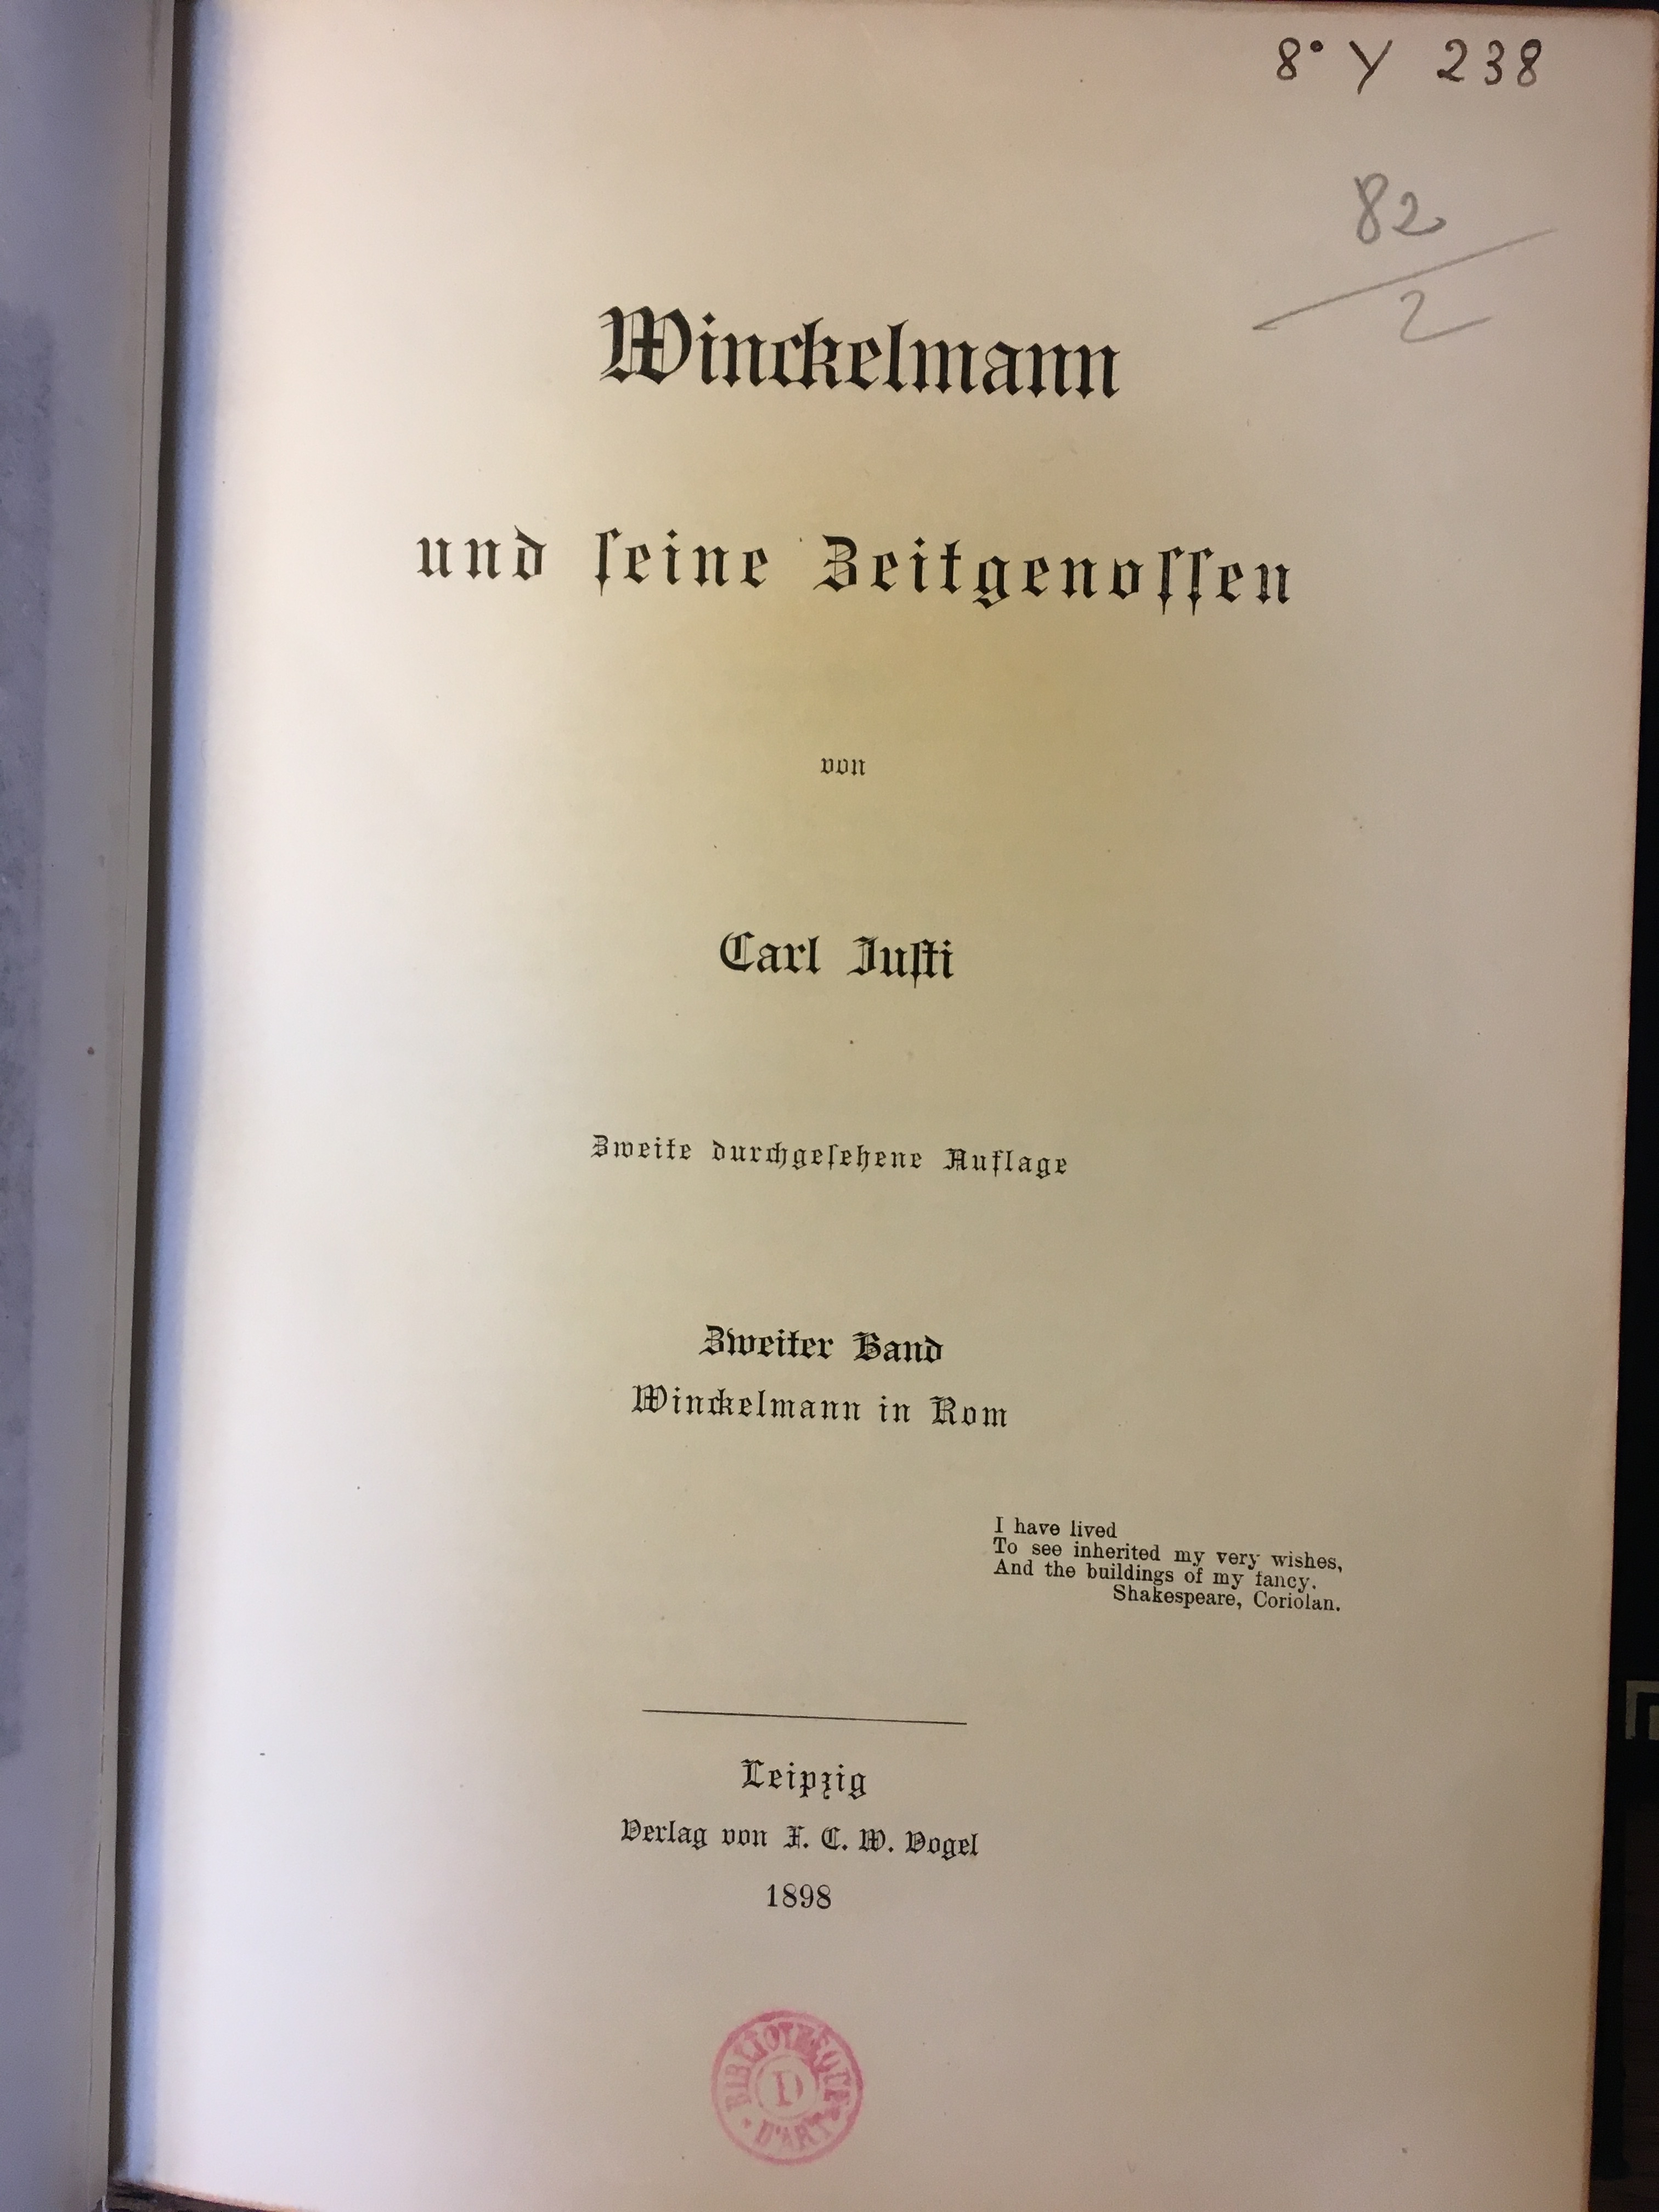 8° Y 238
82
2
Winckelmann
und ſeine Zeitgenoſſen
von
Carl Juſti
Zweite durchgeſehene Auflage
Zweiter Band
Winckelmann in Rom
I have lived
To see inherited my very wishes,
And the buildings of my fancy.
Shakespeare, Coriolan.
Leipzig
Verlag von F. C. W. Vogel
1898
BIBLIOTHÈQUE D'ART
D